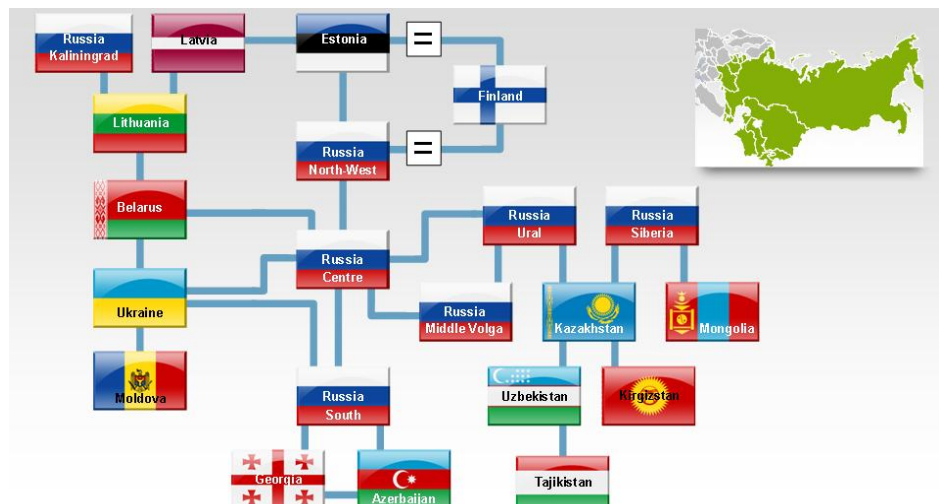 Russia
Kaliningrad
Latvia
Estonia
=
Finland
Lithuania
Russia
North-West
=
Belarus
Russia
Ural
Russia
Siberia
Russia
Centre
Ukraine
Russia
Middle Volga
Kazakhstan
Mongolia
Moldova
Russia
South
Uzbekistan
Kirgizstan
Georgia
Azerbaijan
Tajikistan